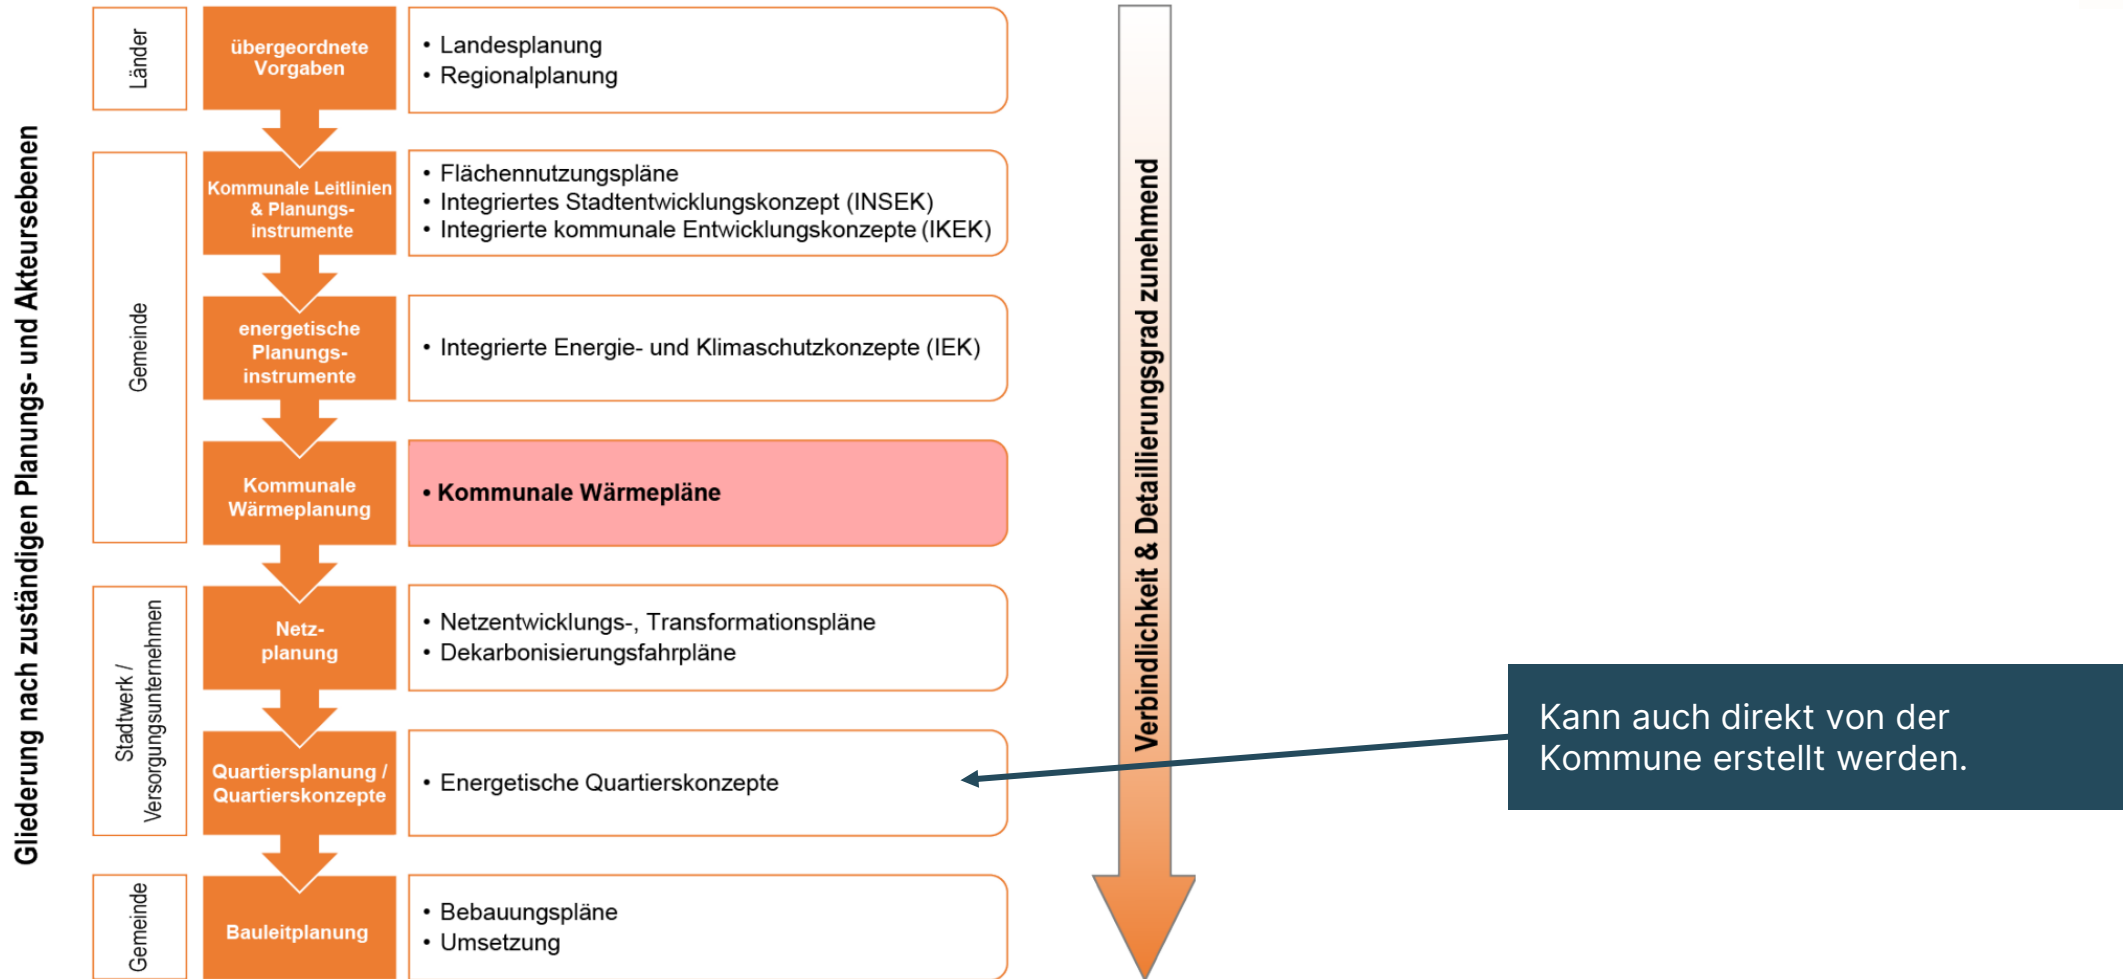 Gliederung nach zuständigen Planungs- und Akteursebenen
Länder
übergeordnete
Vorgaben
• Landesplanung
• Regionalplanung
Gemeinde
Kommunale Leitlinien
& Planungs-
instrumente
• Flächennutzungspläne
• Integriertes Stadtentwicklungskonzept (INSEK)
• Integrierte kommunale Entwicklungskonzepte (IKEK)
energetische
Planungs-
instrumente
• Integrierte Energie- und Klimaschutzkonzepte (IEK)
Kommunale
Wärmeplanung
• Kommunale Wärmepläne
Stadtwerk /
Versorgungsunternehmen
Netz-
planung
• Netzentwicklungs-, Transformationspläne
• Dekarbonisierungsfahrpläne
Quartiersplanung /
Quartierskonzepte
• Energetische Quartierskonzepte
Gemeinde
Bauleitplanung
• Bebauungspläne
• Umsetzung
Verbindlichkeit & Detaillierungsgrad zunehmend
Kann auch direkt von der
Kommune erstellt werden.